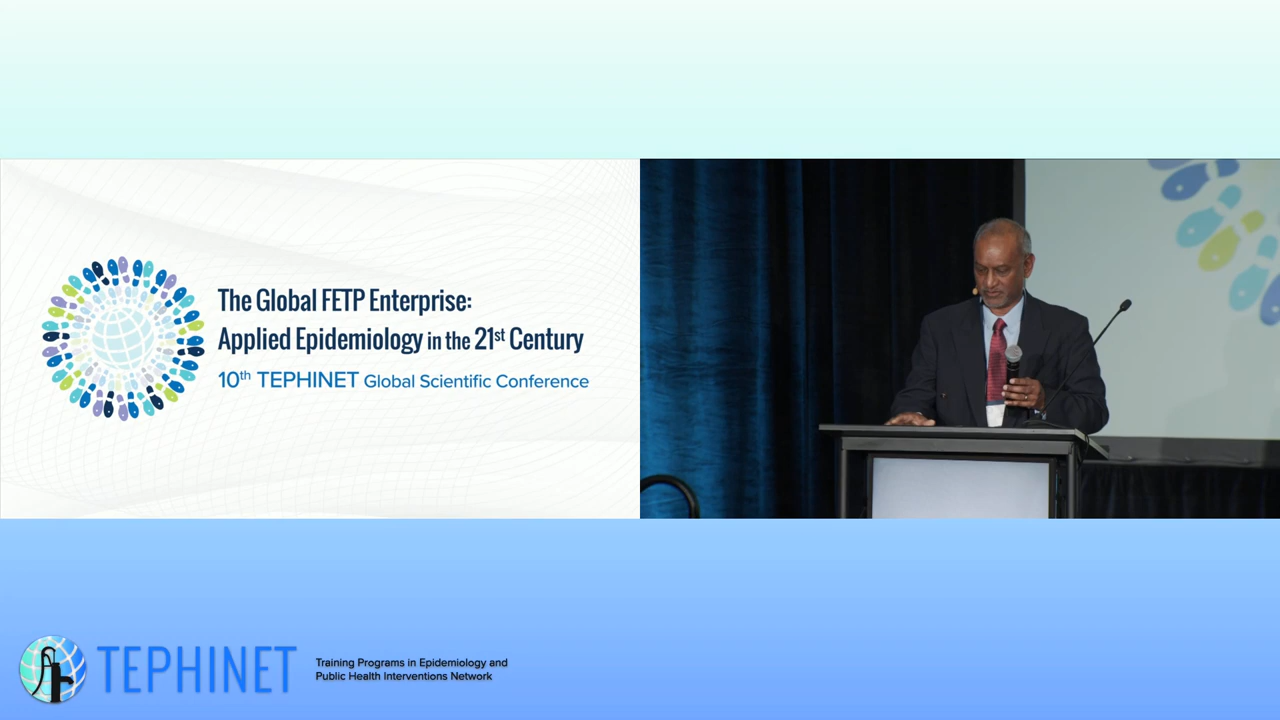 The Global FETP Enterprise:
Applied Epidemiology in the 21st Century
10th TEPHINET Global Scientific Conference
TEPHINET
Training Programs in Epidemiology and
Public Health Interventions Network